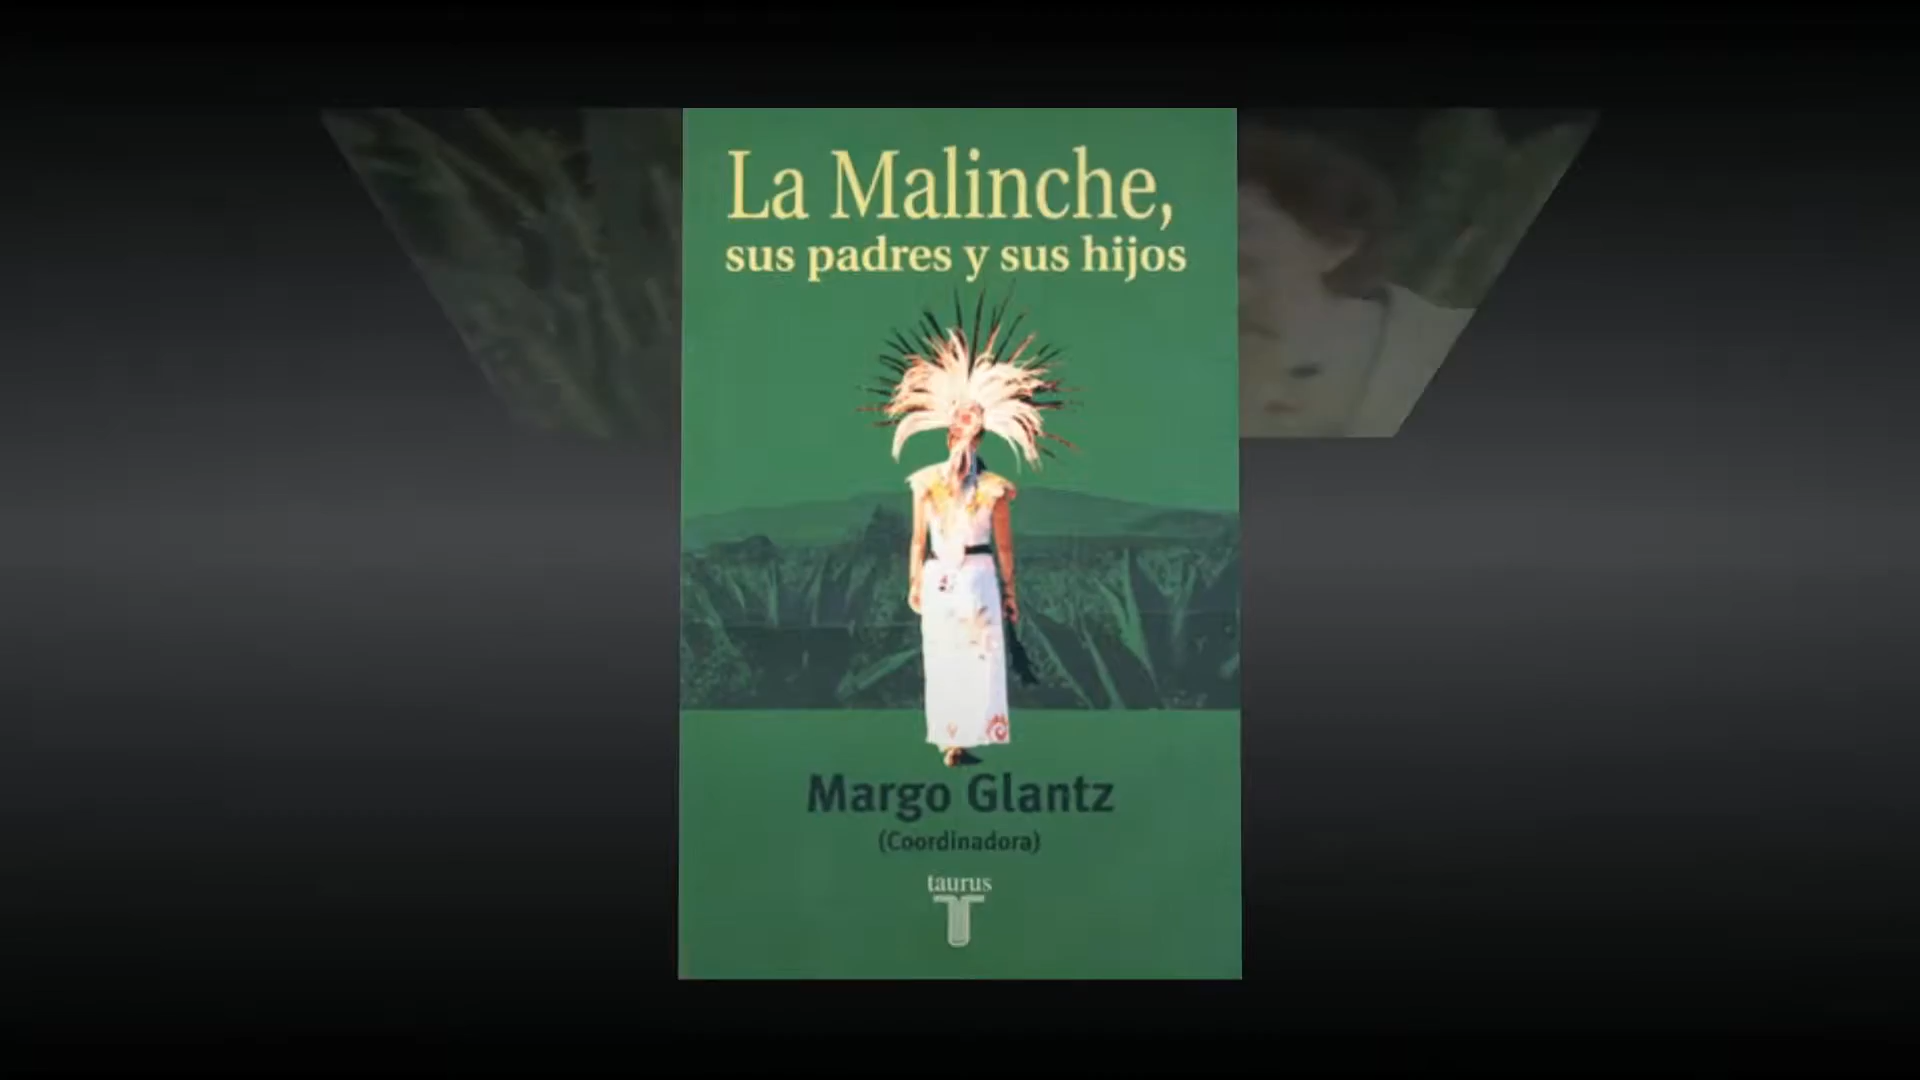 La Malinche,
sus padres y sus hijos
Margo Glantz
(Coordinadora)
taurus